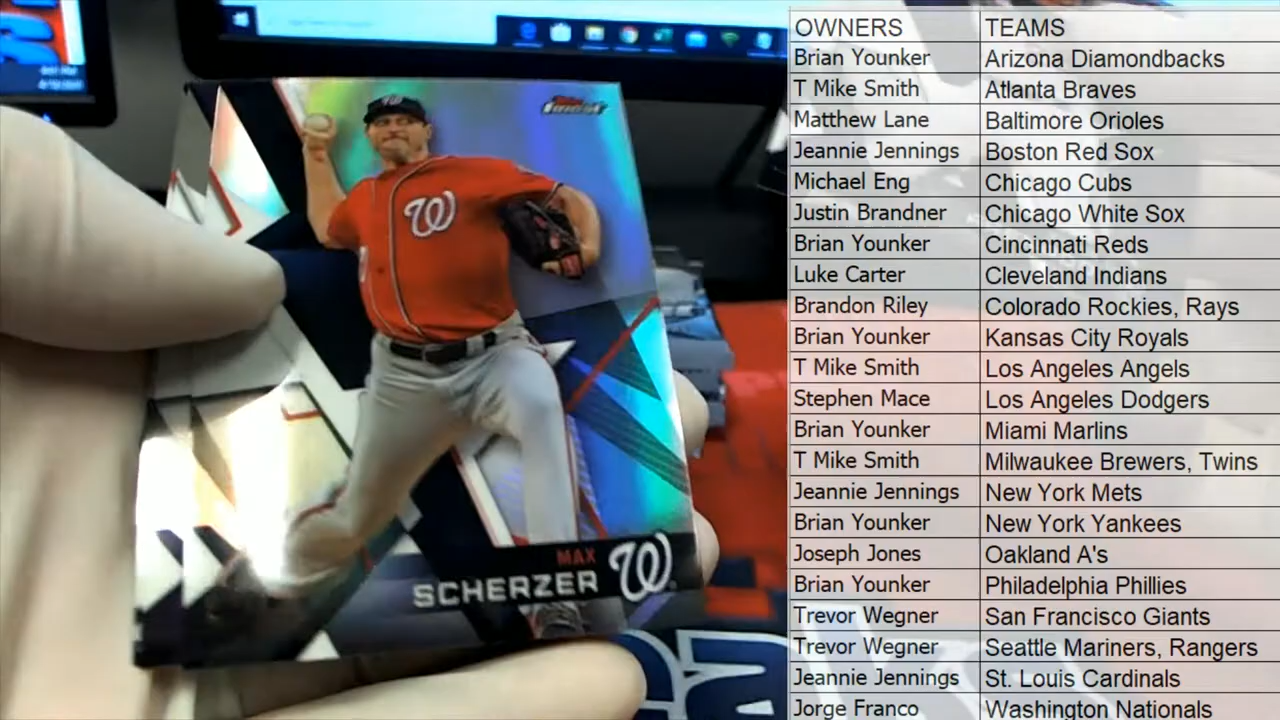 W
W
MAX
SCHERZER
W
OWNERS TEAMS
Brian Younker Arizona Diamondbacks
T Mike Smith Atlanta Braves
Matthew Lane Baltimore Orioles
Jeannie Jennings Boston Red Sox
Michael Eng Chicago Cubs
Justin Brandner Chicago White Sox
Brian Younker Cincinnati Reds
Luke Carter Cleveland Indians
Brandon Riley Colorado Rockies, Rays
Brian Younker Kansas City Royals
T Mike Smith Los Angeles Angels
Stephen Mace Los Angeles Dodgers
Brian Younker Miami Marlins
T Mike Smith Milwaukee Brewers, Twins
Jeannie Jennings New York Mets
Brian Younker New York Yankees
Joseph Jones Oakland A's
Brian Younker Philadelphia Phillies
Trevor Wegner San Francisco Giants
Trevor Wegner Seattle Mariners, Rangers
Jeannie Jennings St. Louis Cardinals
Jorge Franco Washington Nationals